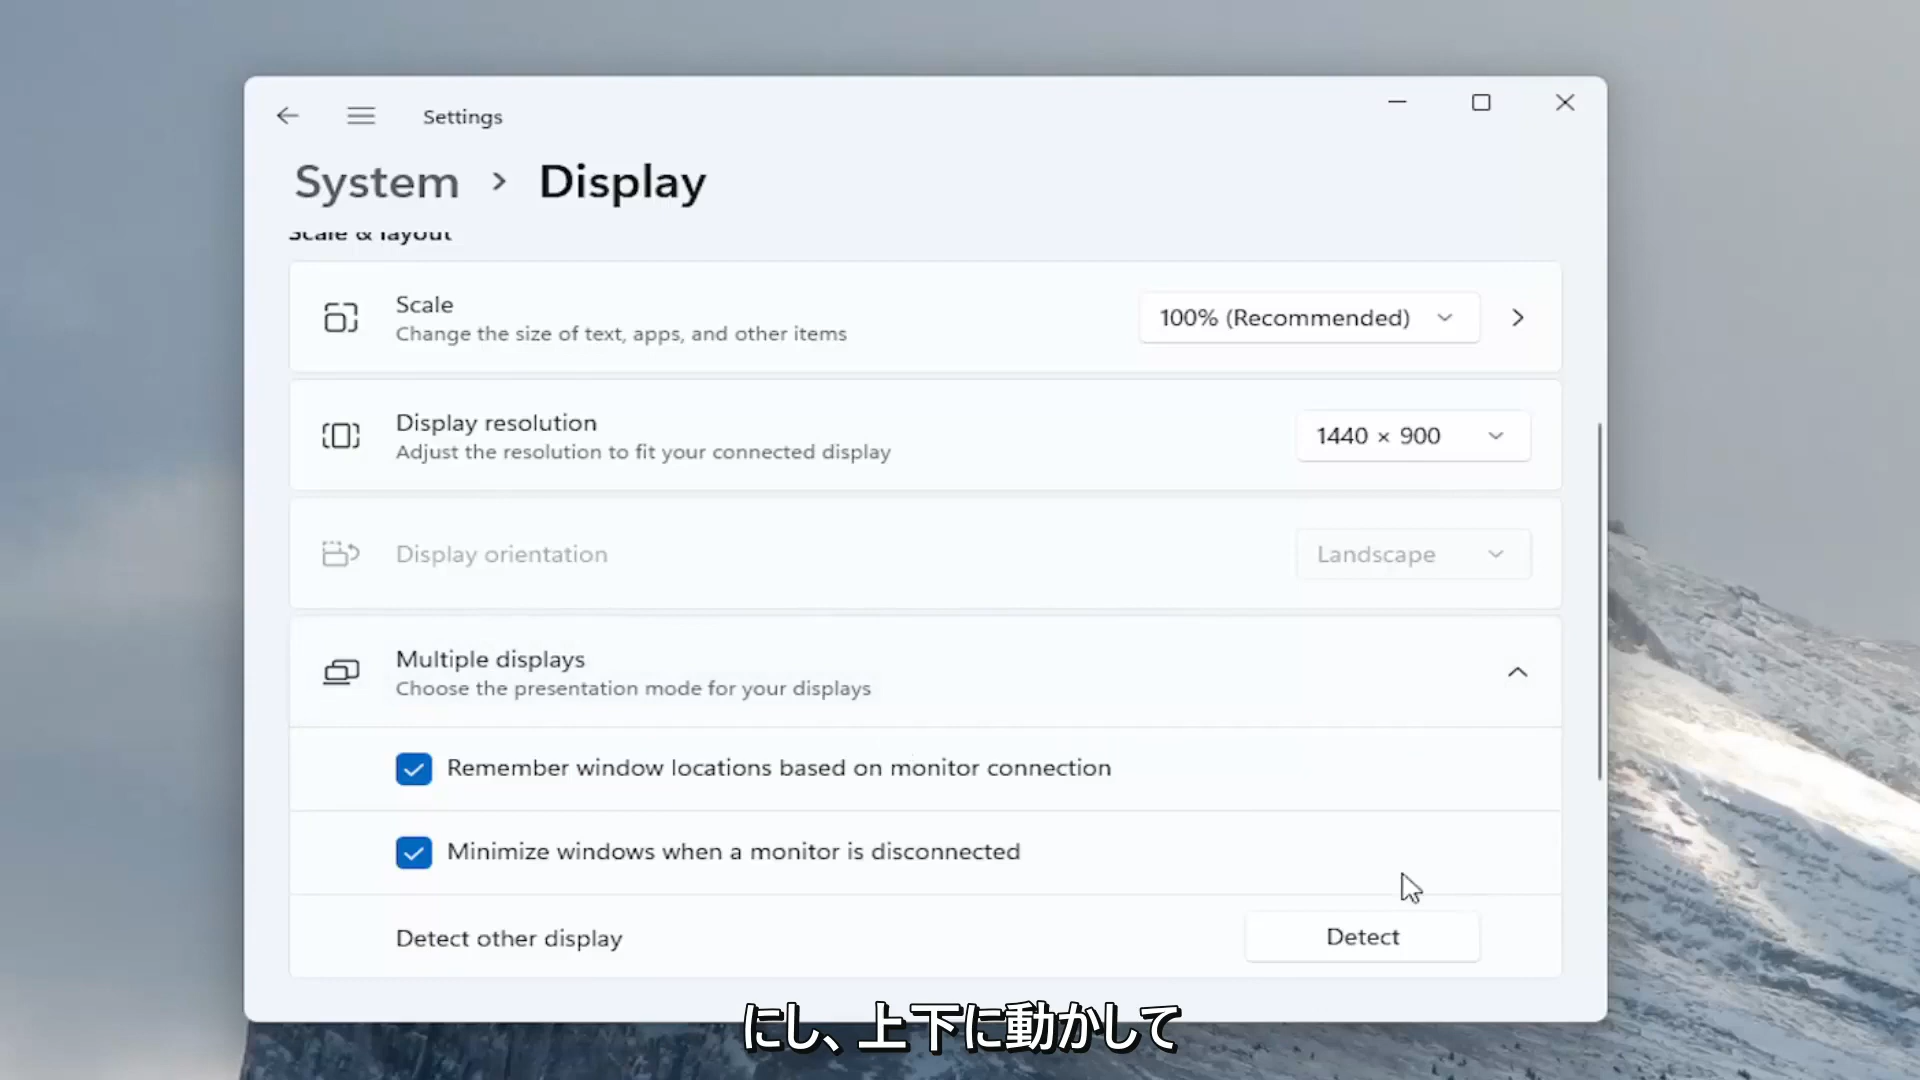 Settings
System > Display
Scale & layout
Scale
Change the size of text, apps, and other items
100% (Recommended)
Display resolution
Adjust the resolution to fit your connected display
1440 × 900
Display orientation
Landscape
Multiple displays
Choose the presentation mode for your displays
Remember window locations based on monitor connection
Minimize windows when a monitor is disconnected
Detect other display
Detect
にし、上下に動かして